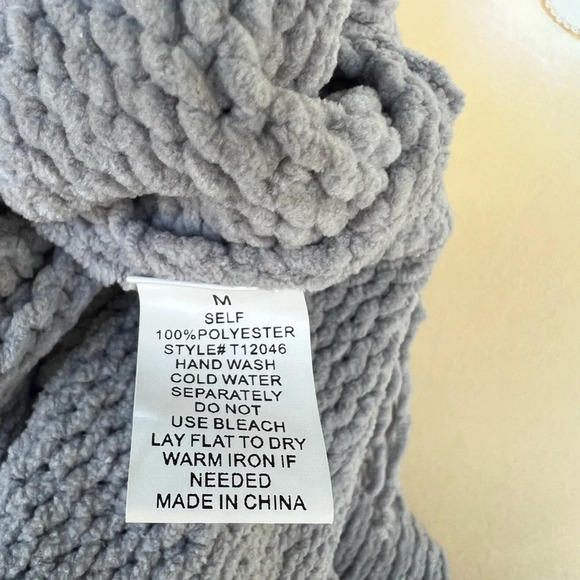 M
SELF
100%POLYESTER
STYLE# T12046
HAND WASH
COLD WATER
SEPARATELY
DO NOT
USE BLEACH
LAY FLAT TO DRY
WARM IRON IF
NEEDED
MADE IN CHINA